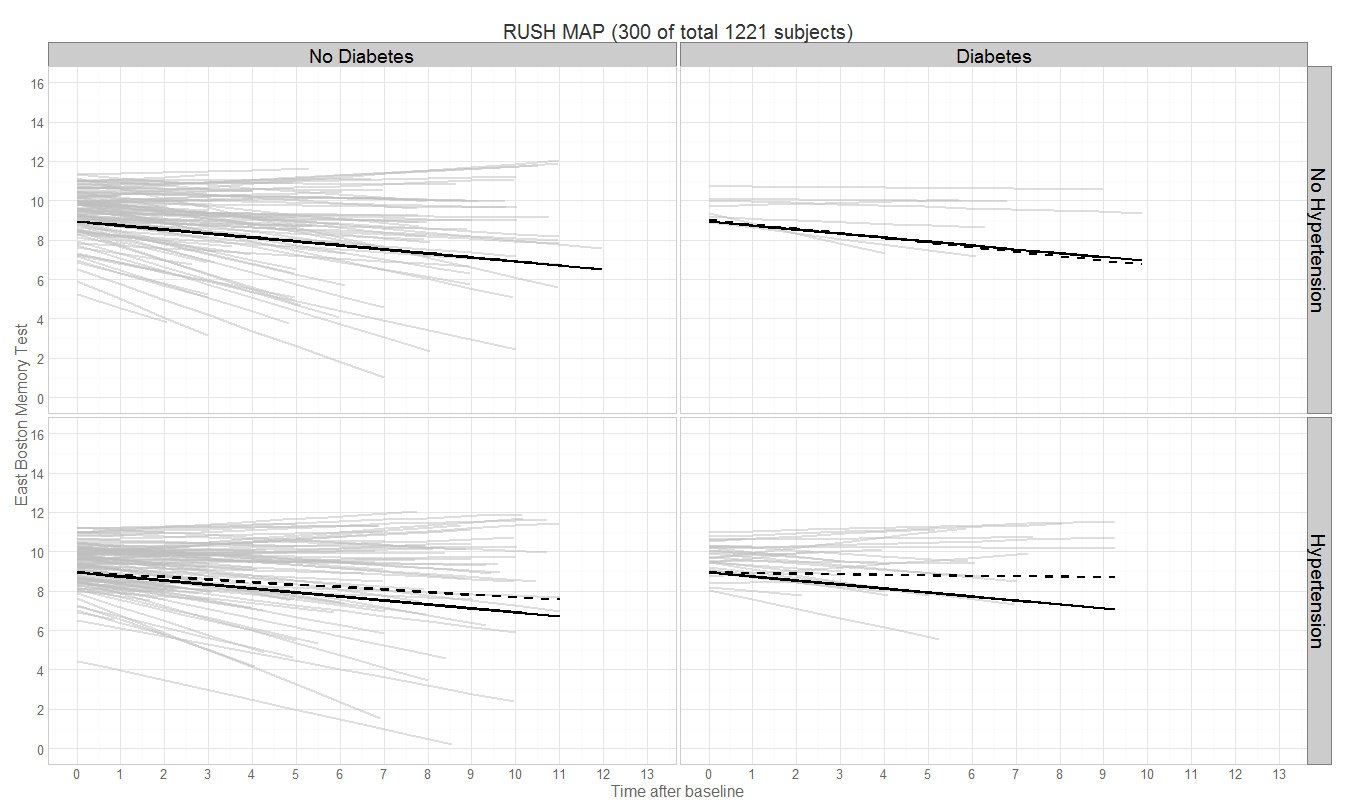 RUSH MAP (300 of total 1221 subjects)
No Diabetes
Diabetes
16
14
12
10
8
6
4
2
0
No Hypertension
16
14
12
10
8
6
4
2
0
Hypertension
East Boston Memory Test
0 1 2 3 4 5 6 7 8 9 10 11 12 13
0 1 2 3 4 5 6 7 8 9 10 11 12 13
Time after baseline